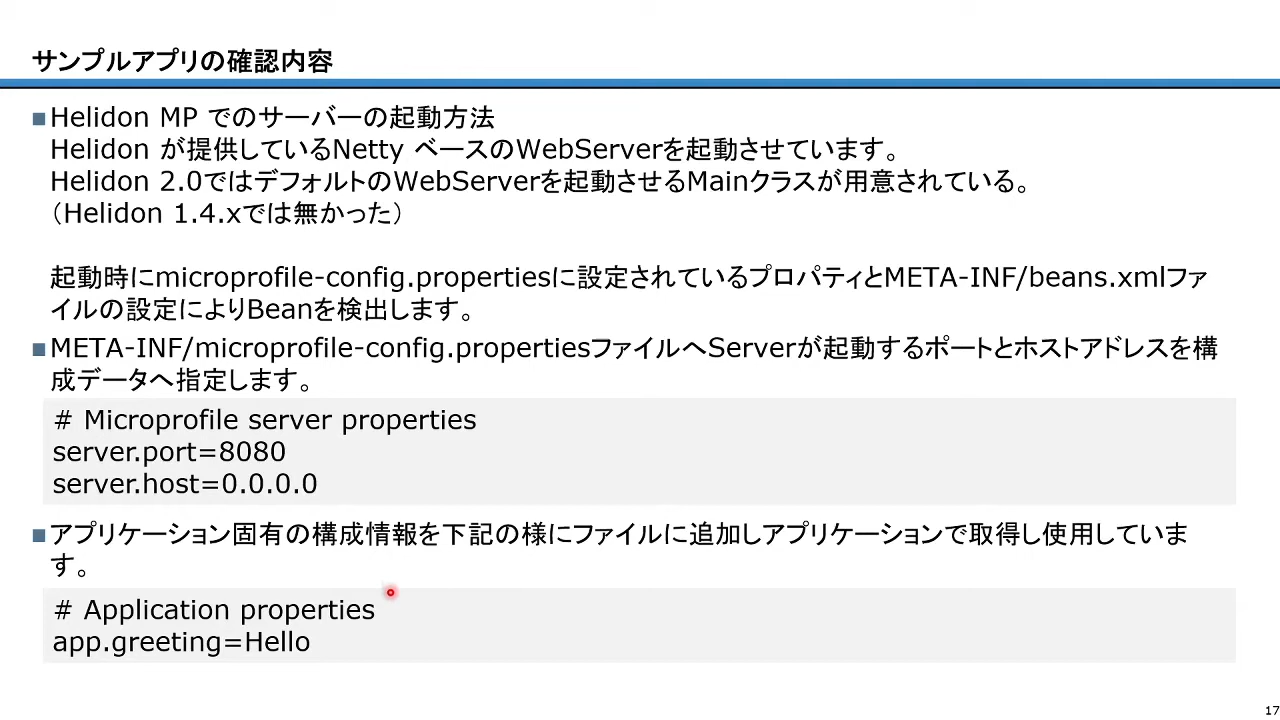 サンプルアプリの確認内容
■Helidon MP でのサーバーの起動方法
Helidon が提供しているNetty ベースのWebServerを起動させています。
Helidon 2.0ではデフォルトのWebServerを起動させるMainクラスが用意されている。
（Helidon 1.4.xでは無かった）
起動時にmicroprofile-config.propertiesに設定されているプロパティとMETA-INF/beans.xmlファ
イルの設定によりBeanを検出します。
■META-INF/microprofile-config.propertiesファイルへServerが起動するポートとホストアドレスを構
成データへ指定します。
# Microprofile server properties
server.port=8080
server.host=0.0.0.0
■アプリケーション固有の構成情報を下記の様にファイルに追加しアプリケーションで取得し使用していま
す。
# Application properties
app.greeting=Hello
17